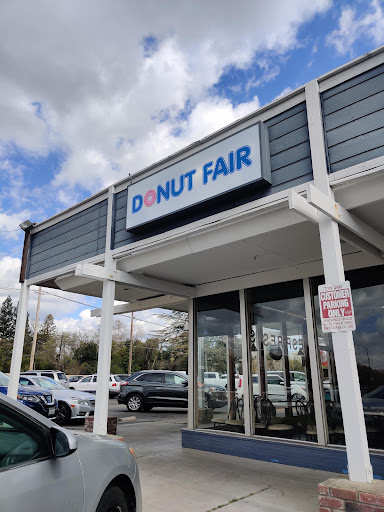 DONUT FAIR
CUSTOMER
PARKING
ONLY